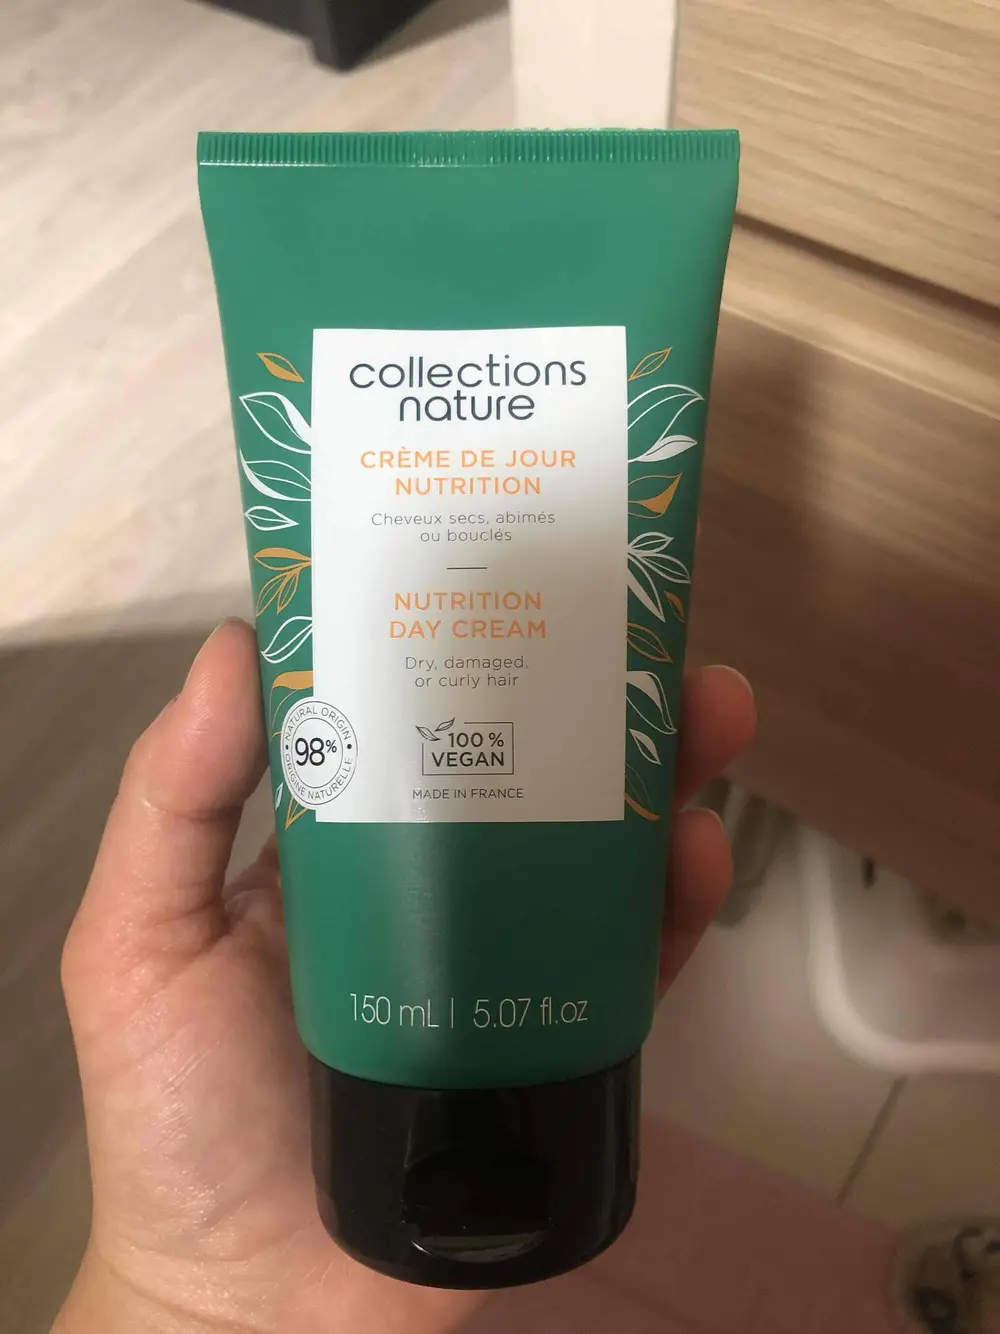 collections
nature
CRÈME DE JOUR
NUTRITION
Cheveux secs, abimés
ou bouclés
NUTRITION
DAY CREAM
Dry, damaged,
or curly hair
NATURAL ORIGIN
98%
ORIGINE NATURELLE
100 %
VEGAN
MADE IN FRANCE
150 mL | 5.07 fl.oz